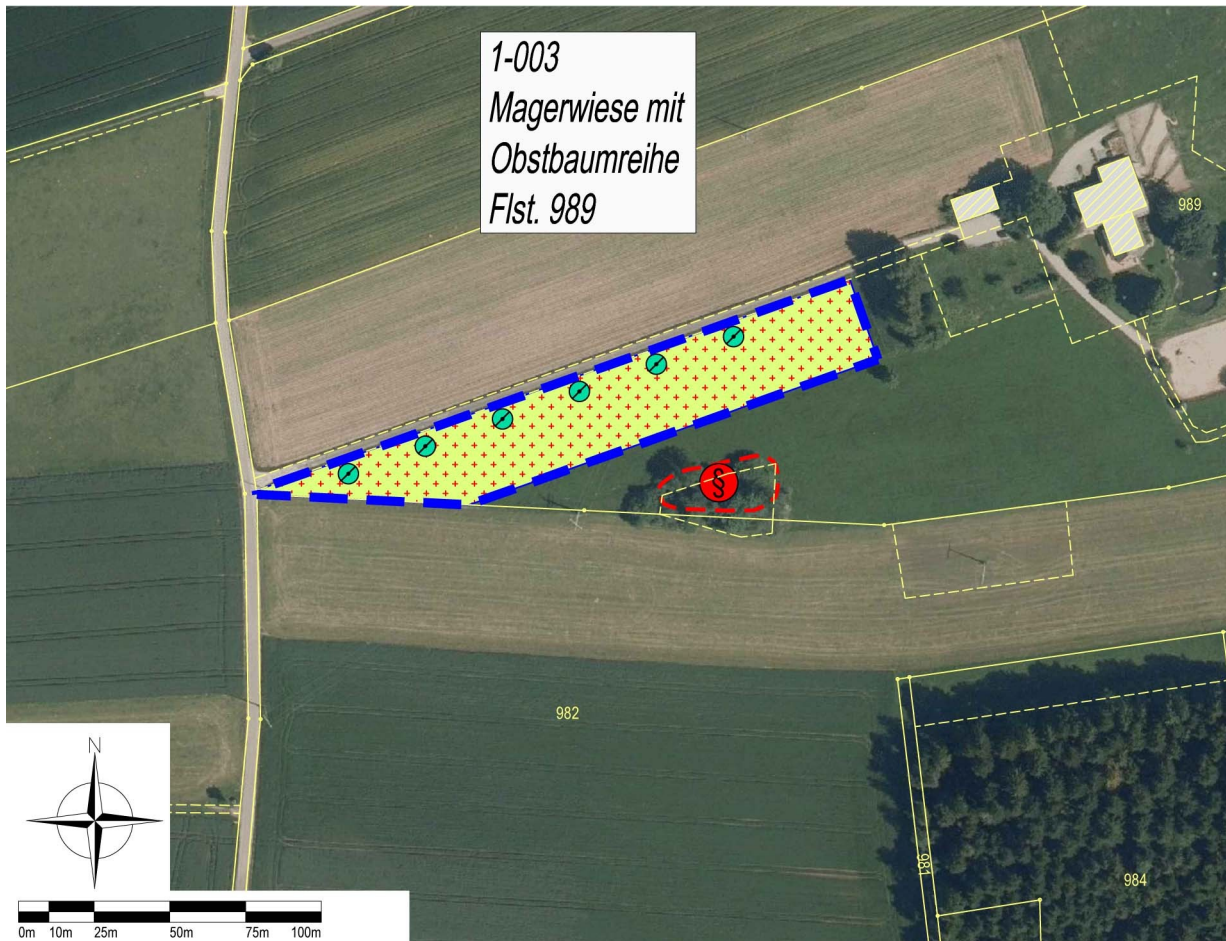 1-003
Magerwiese mit
Obstbaumreihe
Flst. 989
989
§
982
981
984
N
0m 10m 25m 50m 75m 100m